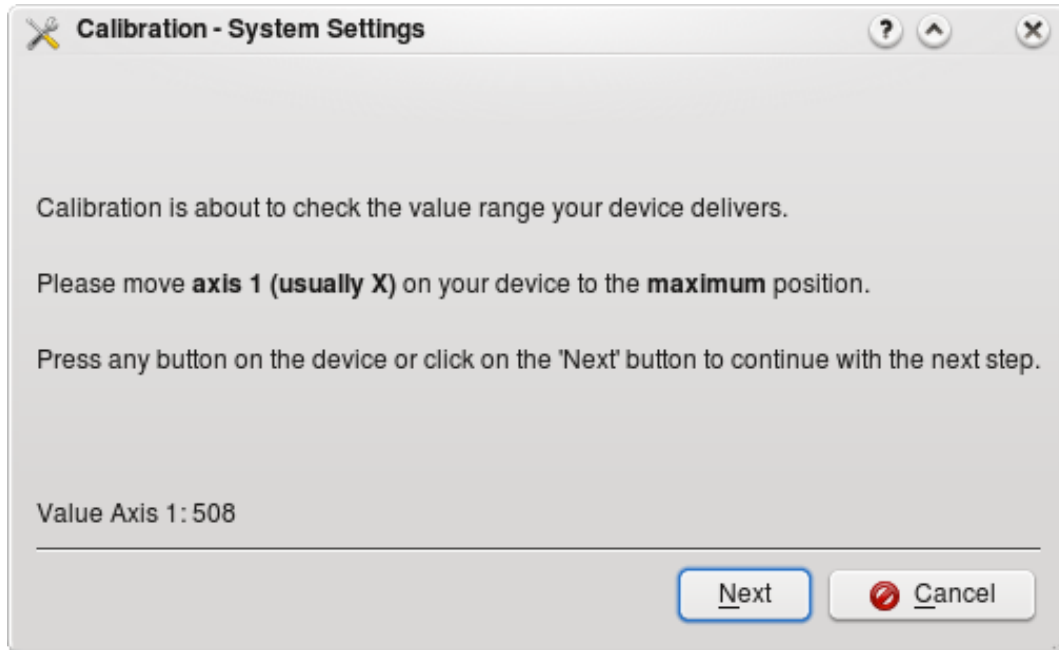 Calibration - System Settings
Calibration is about to check the value range your device delivers.
Please move axis 1 (usually X) on your device to the maximum position.
Press any button on the device or click on the 'Next' button to continue with the next step.
Value Axis 1: 508
Next
Cancel